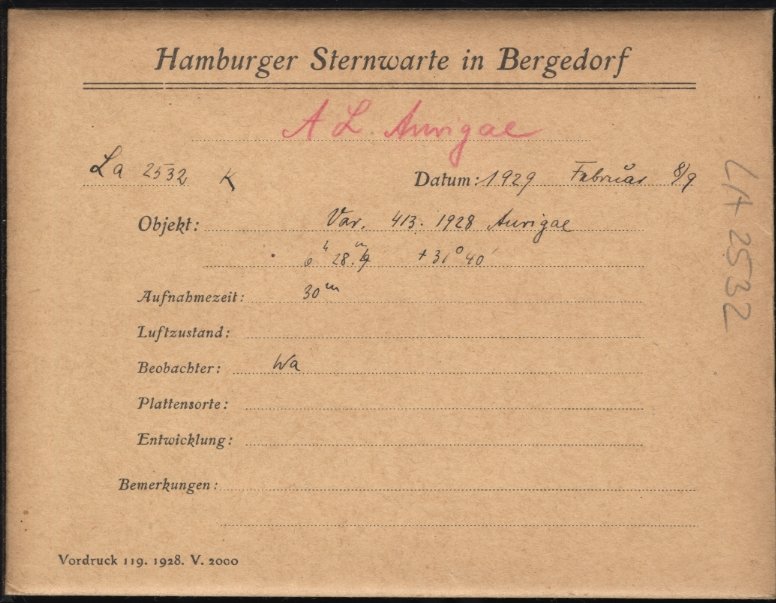 Hamburger Sternwarte in Bergedorf
AL Aurigae
La 2532 K Datum: 1929 Februar 8/9
Objekt: Var. 413. 1928 Aurigae
6ʰ 28.ᵐ9 +31° 40′
Aufnahmezeit: 30ᵐ
Luftzustand:
Beobachter: Wa
Plattensorte:
Entwicklung:
Bemerkungen:
Vordruck 119. 1928. V. 2000
LA 2532